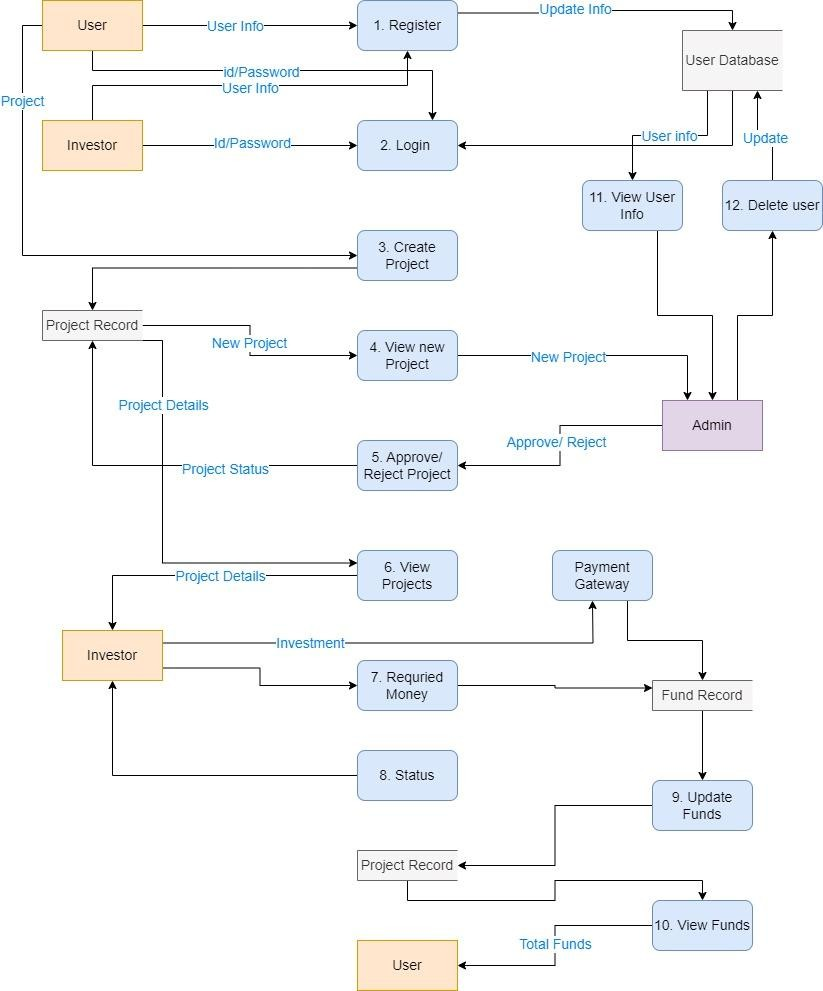 User
User Info
1. Register
Update Info
User Database
id/Password
User Info
Project
Investor
Id/Password
2. Login
User info
Update
11. View User
Info
12. Delete user
3. Create
Project
Project Record
New Project
4. View new
Project
New Project
Project Details
Admin
Approve/ Reject
5. Approve/
Reject Project
Project Status
6. View
Projects
Payment
Gateway
Project Details
Investor
Investment
7. Requried
Money
Fund Record
8. Status
9. Update
Funds
Project Record
10. View Funds
Total Funds
User